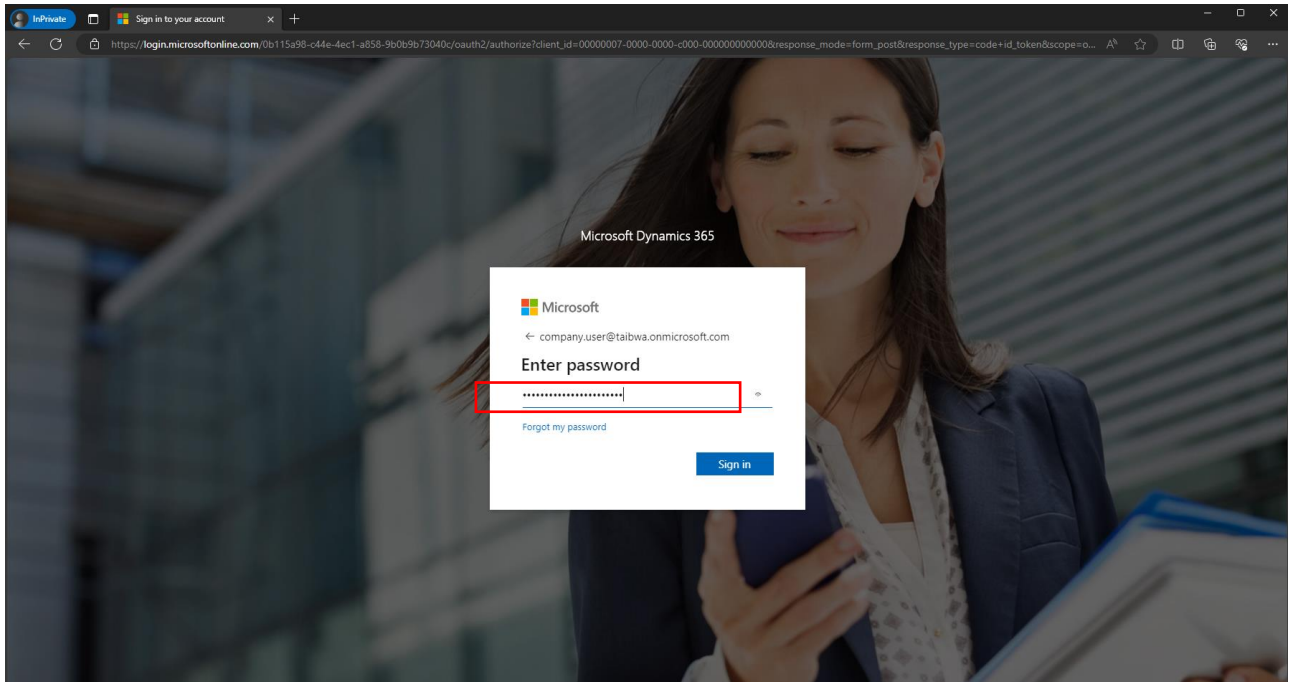 InPrivate
Sign in to your account
https://login.microsoftonline.com/0b115a98-c44e-4ec1-a858-9b0b9b73040c/oauth2/authorize?client_id=00000007-0000-0000-c000-000000000000&response_mode=form_post&response_type=code+id_token&scope=o...
Microsoft Dynamics 365
Microsoft
company.user@taibwa.onmicrosoft.com
Enter password
Forgot my password
Sign in